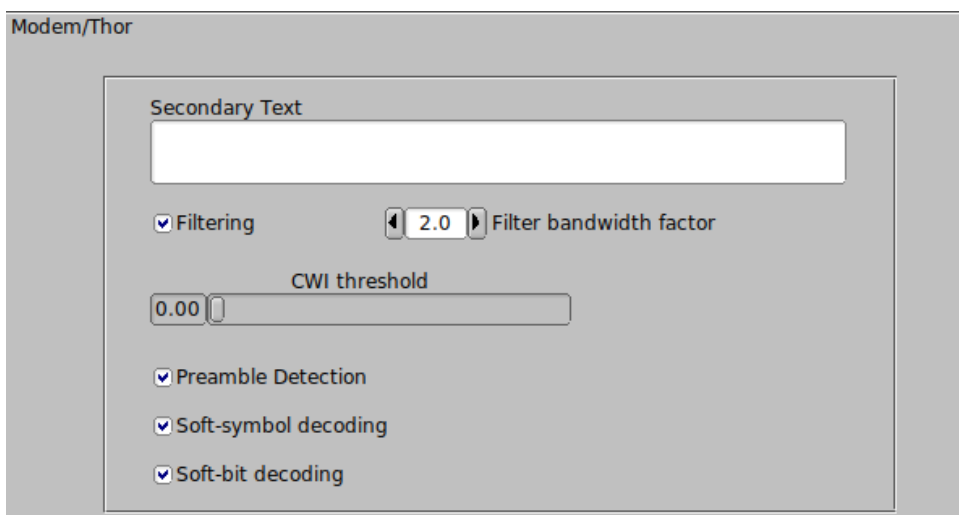 Modem/Thor
Secondary Text
Filtering 2.0 Filter bandwidth factor
CWI threshold
0.00
Preamble Detection
Soft-symbol decoding
Soft-bit decoding